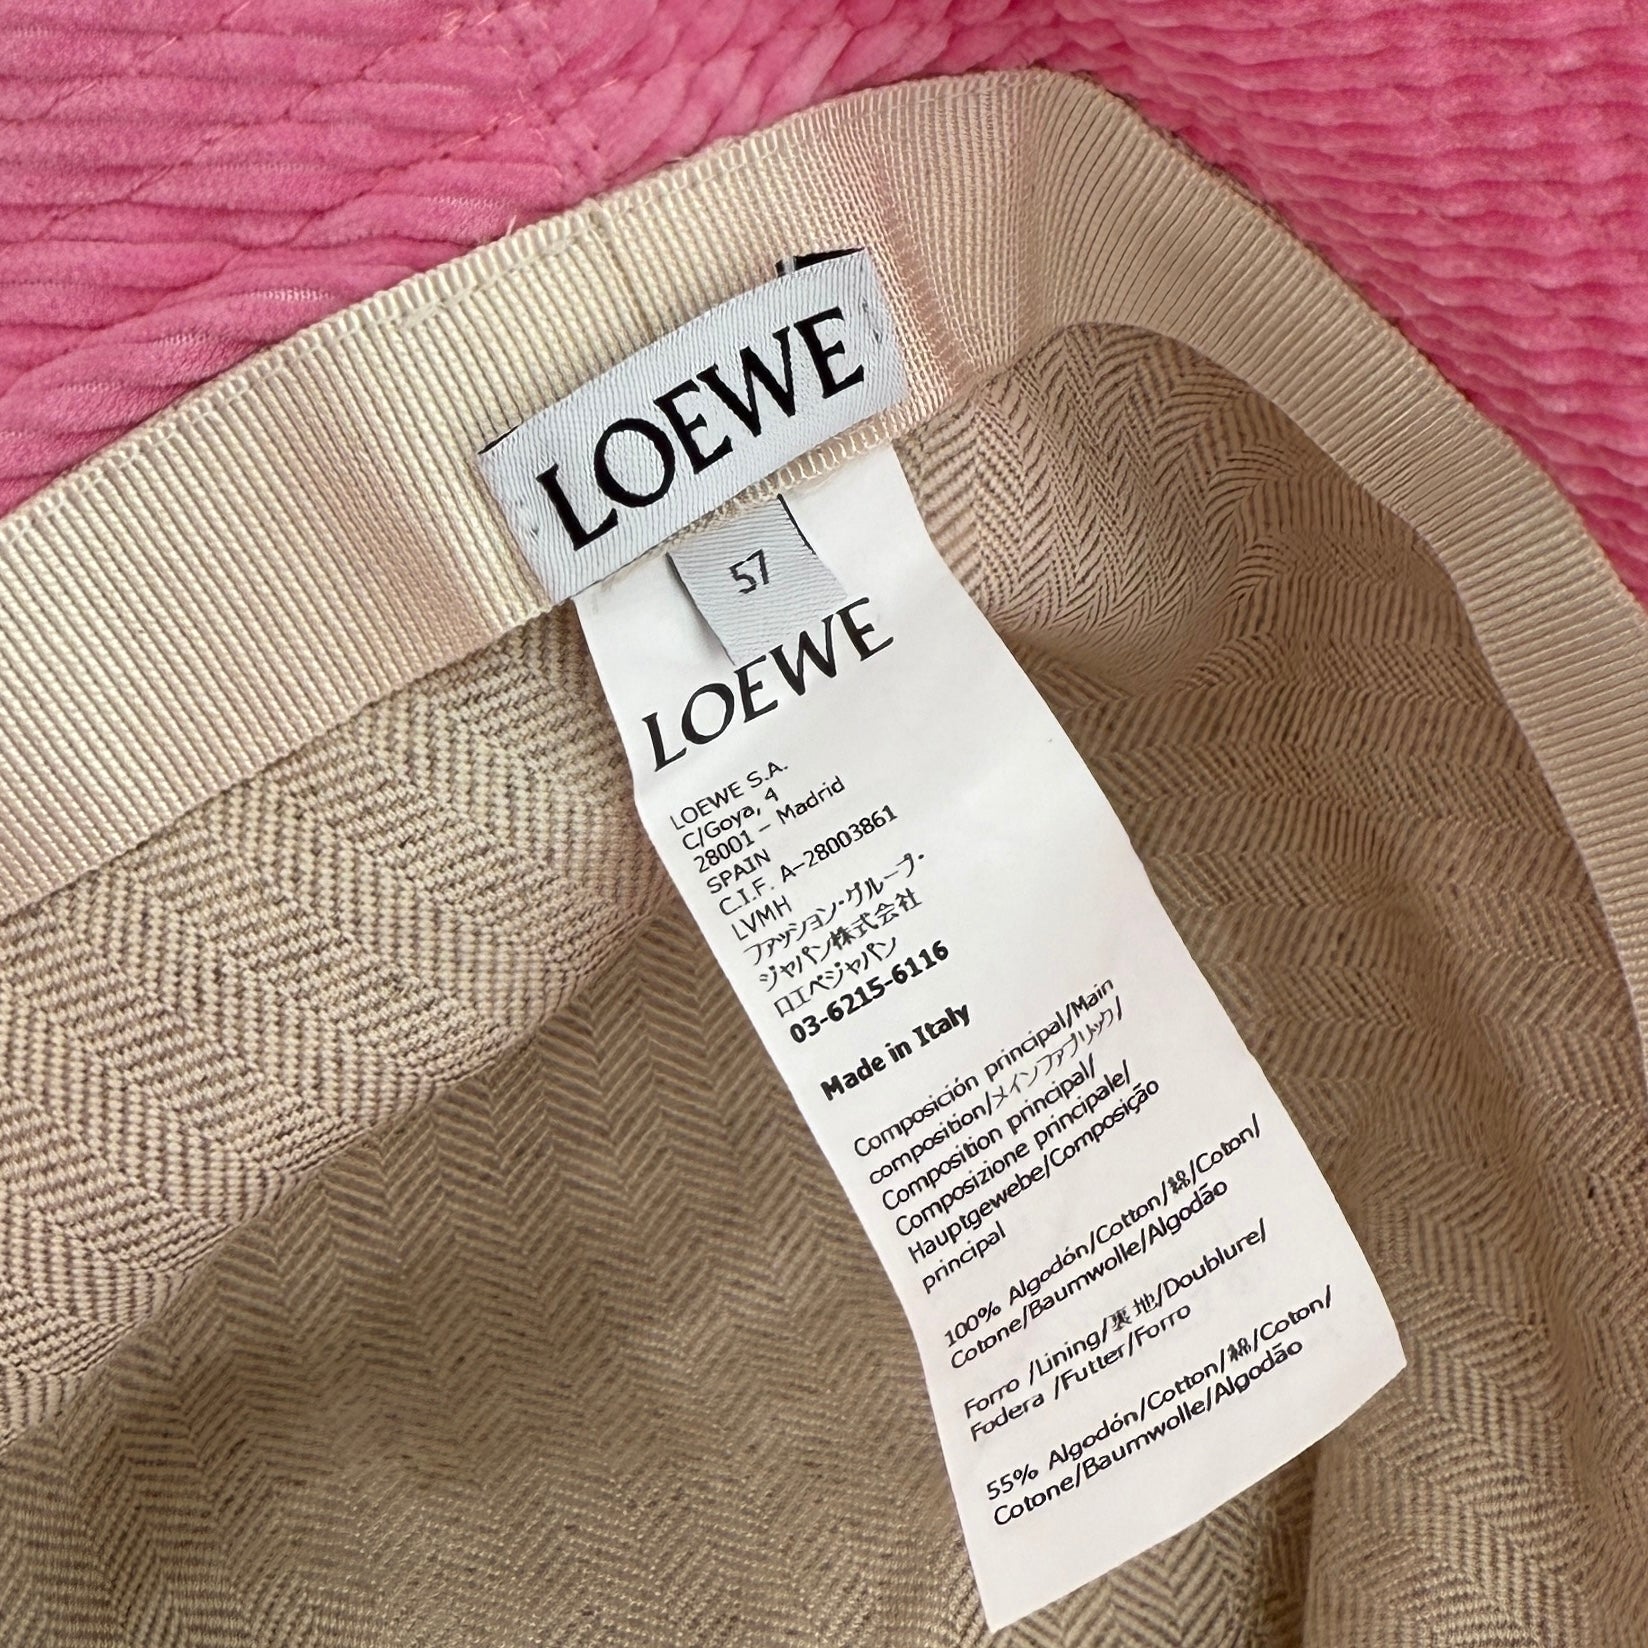 LOEWE
57
LOEWE
LOEWE S.A.
C/Goya, 4
28001 - Madrid
SPAIN
C.I.F. A-28003861
LVMH
ファッション・グループ・
ジャパン株式会社
ロエベジャパン
03-6215-6116
Made in Italy
Composición principal/Main
composition/メインファブリック/
Composition principal/
Composizione principale/
Hauptgewebe/Composição
principal
100% Algodón/Cotton/綿/Coton/
Cotone/Baumwolle/Algodão
Forro /Lining/裏地/Doublure/
Fodera /Futter/Forro
55% Algodón/Cotton/綿/Coton/
Cotone/Baumwolle/Algodão